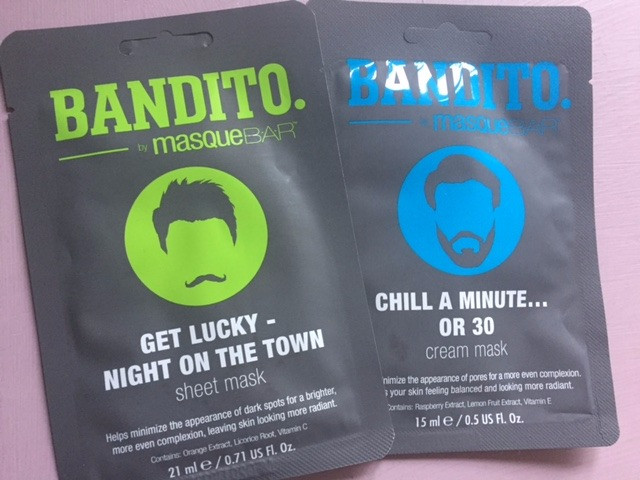 BANDITO.
by masqueBAR™
GET LUCKY -
NIGHT ON THE TOWN
sheet mask
Helps minimize the appearance of dark spots for a brighter,
more even complexion, leaving skin looking more radiant.
Contains: Orange Extract, Licorice Root, Vitamin C
21 ml e / 0.71 US Fl. Oz.
BANDITO.
by masqueBAR
CHILL A MINUTE...
OR 30
cream mask
the appearance of pores for a more even complexion.
your skin feeling balanced and looking more radiant.
Contains: Raspberry Extract, Lemon Fruit Extract, Vitamin E
15 ml e / 0.5 US Fl. Oz.